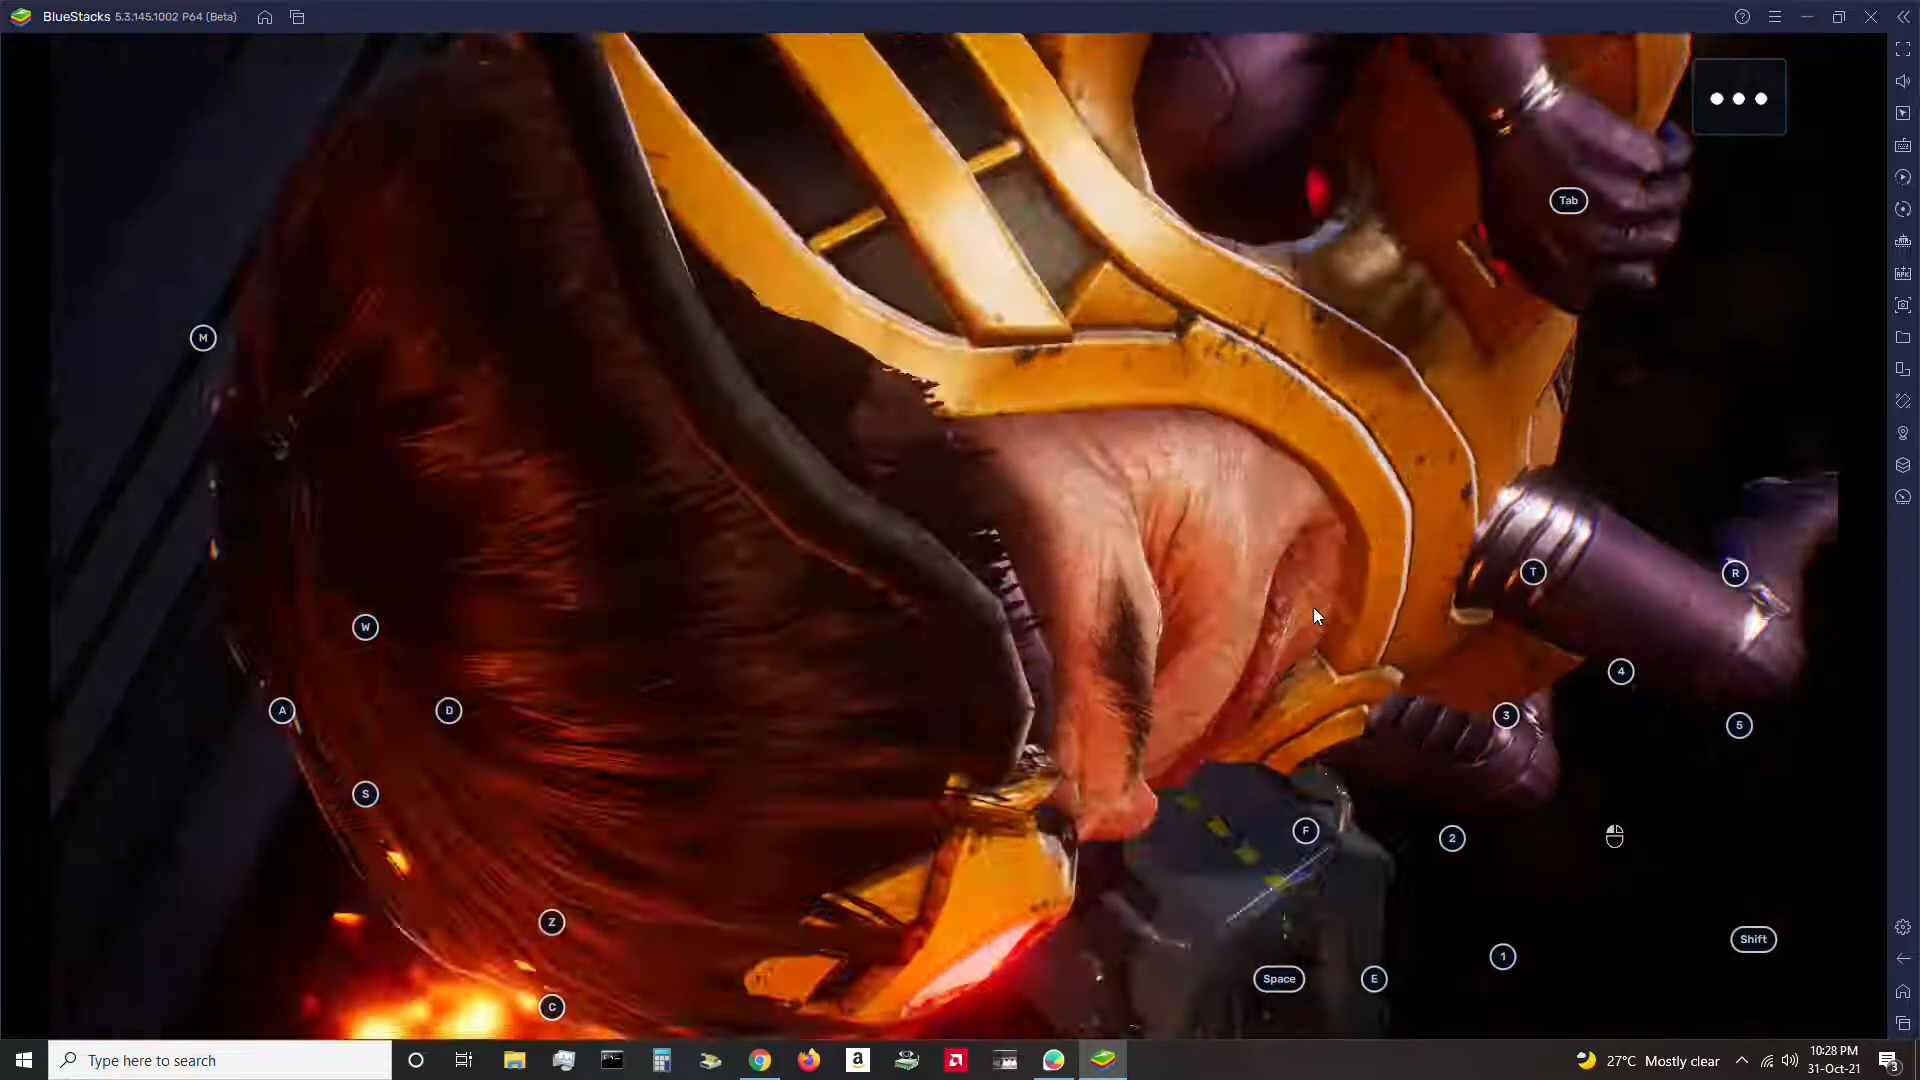 BlueStacks 5.3.145.1002 P64 (Beta)
Tab
M
T
R
W
4
A
D
3
5
S
F
2
Z
Shift
1
Space
E
C
Type here to search
27°C Mostly clear
10:28 PM
31-Oct-21
3